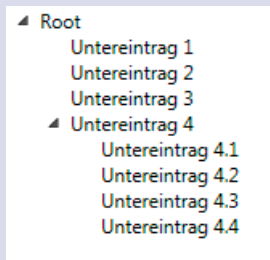 Root
Untereintrag 1
Untereintrag 2
Untereintrag 3
Untereintrag 4
Untereintrag 4.1
Untereintrag 4.2
Untereintrag 4.3
Untereintrag 4.4